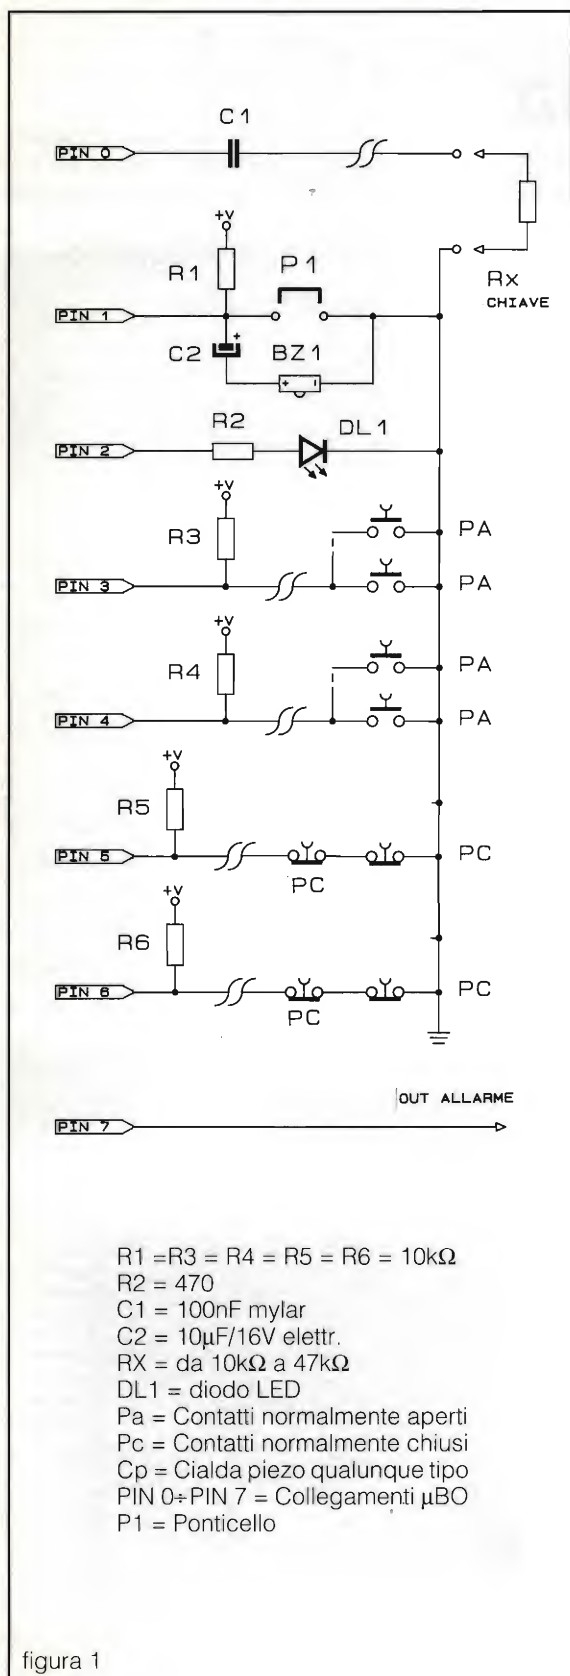 C1
PIN 0
+V
R1
P1
Rx
CHIAVE
PIN 1
C2
+
BZ1
+ -
R2
DL1
PIN 2
+V
R3
PA
PIN 3
PA
+V
R4
PA
PIN 4
PA
+V
R5
PIN 5
PC
PC
+V
R6
PIN 6
PC
PC
OUT ALLARME
PIN 7
R1 =R3 = R4 = R5 = R6 = 10kΩ
R2 = 470
C1 = 100nF mylar
C2 = 10µF/16V elettr.
RX = da 10kΩ a 47kΩ
DL1 = diodo LED
Pa = Contatti normalmente aperti
Pc = Contatti normalmente chiusi
Cp = Cialda piezo qualunque tipo
PIN 0÷PIN 7 = Collegamenti µBO
P1 = Ponticello
figura 1